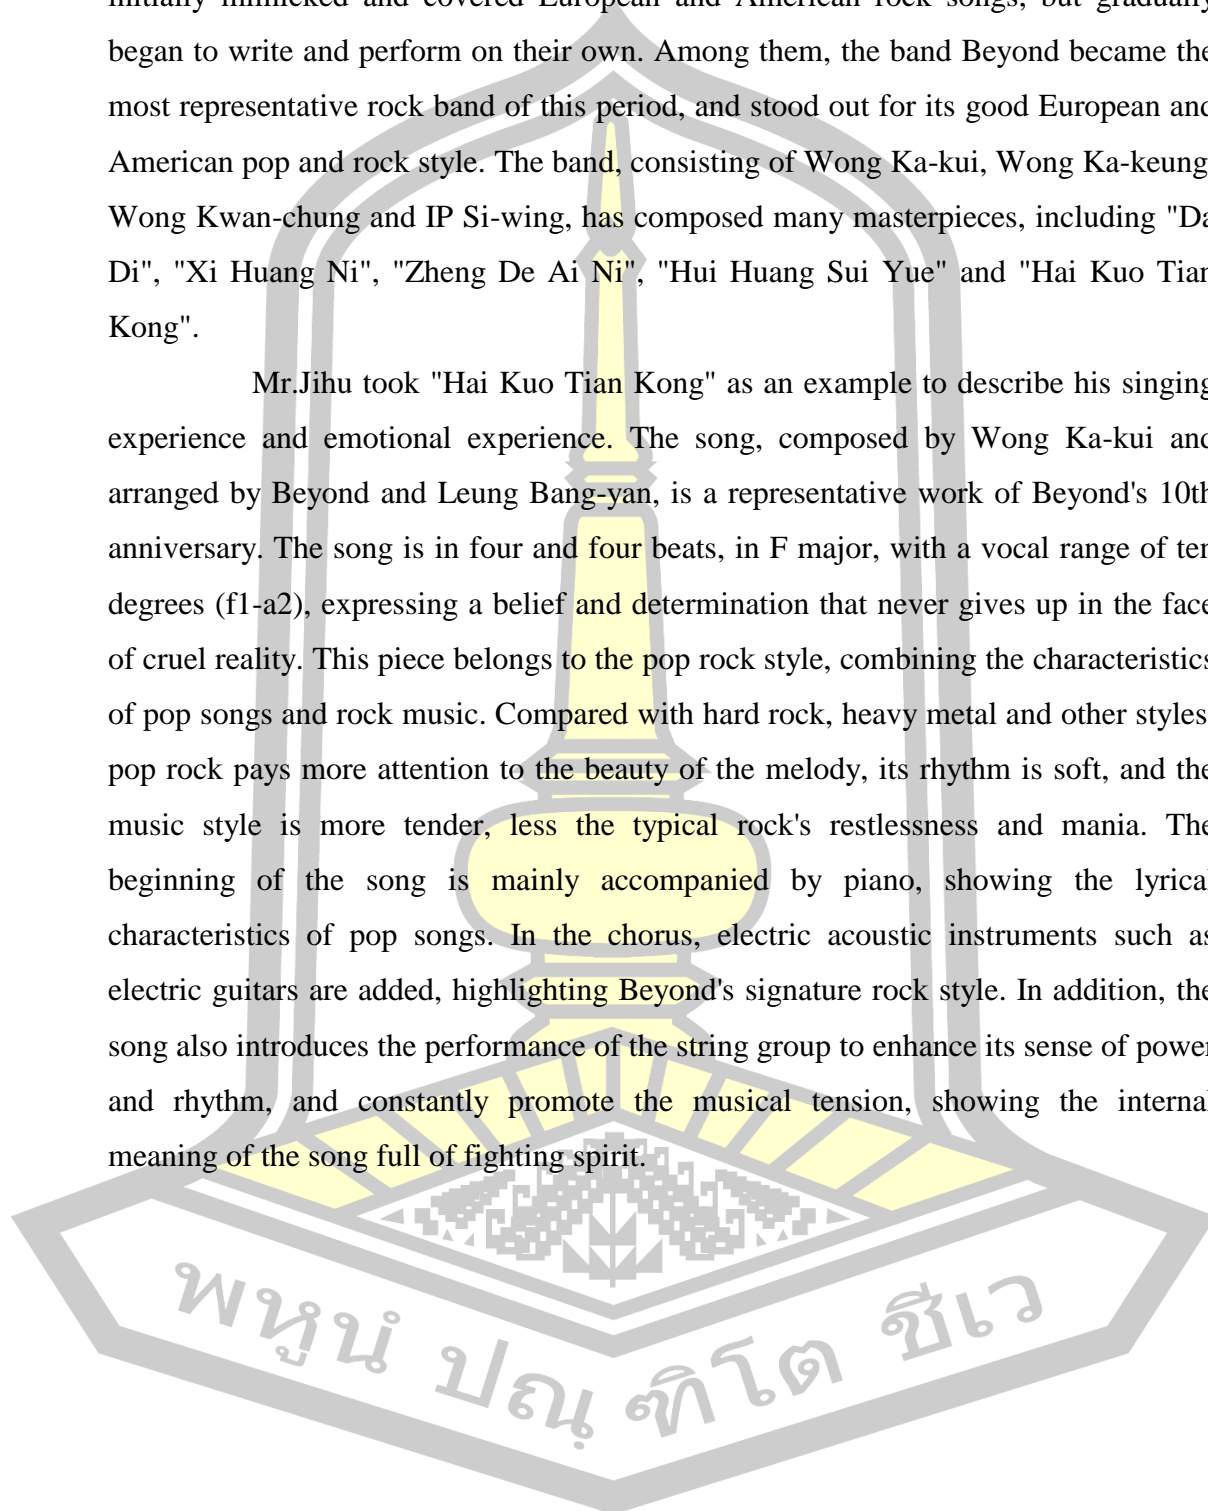 initially mimicked and covered European and American rock songs, but gradually
began to write and perform on their own. Among them, the band Beyond became the
most representative rock band of this period, and stood out for its good European and
American pop and rock style. The band, consisting of Wong Ka-kui, Wong Ka-keung
Wong Kwan-chung and IP Si-wing, has composed many masterpieces, including "Da
Di", "Xi Huang Ni", "Zheng De Ai Ni", "Hui Huang Sui Yue" and "Hai Kuo Tian
Kong".
Mr.Jihu took "Hai Kuo Tian Kong" as an example to describe his singing
experience and emotional experience. The song, composed by Wong Ka-kui and
arranged by Beyond and Leung Bang-yan, is a representative work of Beyond's 10th
anniversary. The song is in four and four beats, in F major, with a vocal range of ten
degrees (f1-a2), expressing a belief and determination that never gives up in the face
of cruel reality. This piece belongs to the pop rock style, combining the characteristics
of pop songs and rock music. Compared with hard rock, heavy metal and other styles
pop rock pays more attention to the beauty of the melody, its rhythm is soft, and the
music style is more tender, less the typical rock's restlessness and mania. The
beginning of the song is mainly accompanied by piano, showing the lyrical
characteristics of pop songs. In the chorus, electric acoustic instruments such as
electric guitars are added, highlighting Beyond's signature rock style. In addition, the
song also introduces the performance of the string group to enhance its sense of power
and rhythm, and constantly promote the musical tension, showing the internal
meaning of the song full of fighting spirit.
พหูนํ ปณฺฑิโต ชีเว